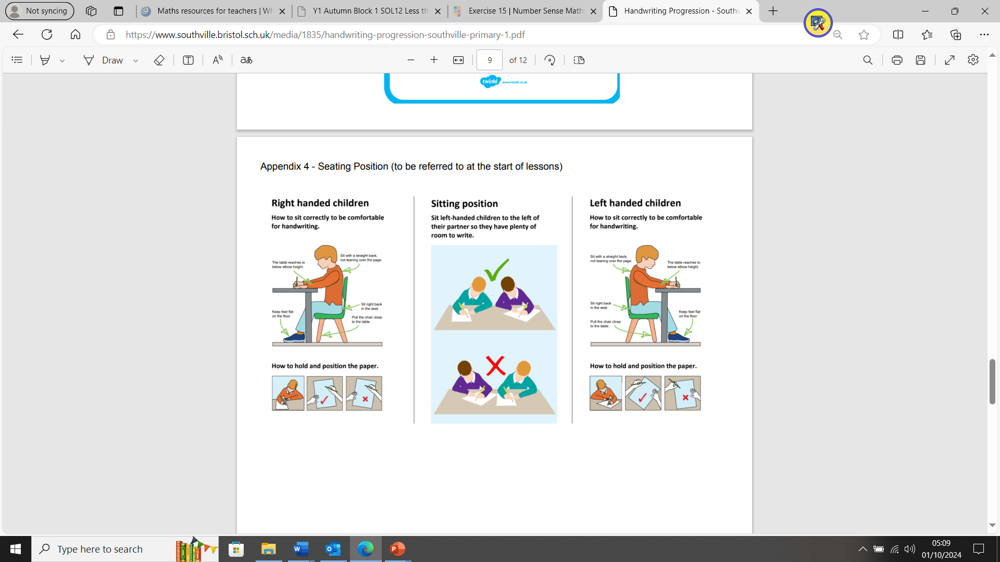 Not syncing
Maths resources for teachers | Wh
Y1 Autumn Block 1 SOL12 Less th
Exercise 15 | Number Sense Math
Handwriting Progression - Southv
https://www.southville.bristol.sch.uk/media/1835/handwriting-progression-southville-primary-1.pdf
Draw
9 of 12
twinkl www.twinkl.co.uk
Appendix 4 - Seating Position (to be referred to at the start of lessons)
Right handed children
How to sit correctly to be comfortable
for handwriting.
The table reaches to
below elbow height.
Sit with a straight back,
not leaning over the page.
Sit right back
in the seat.
Keep feet flat
on the floor
Pull the chair close
to the table.
How to hold and position the paper.
Sitting position
Sit left-handed children to the left of
their partner so they have plenty of
room to write.
Left handed children
How to sit correctly to be comfortable
for handwriting.
Sit with a straight back,
not leaning over the page.
The table reaches to
below elbow height.
Sit right back
in the seat.
Keep feet flat
on the floor
Pull the chair close
to the table.
How to hold and position the paper.
Type here to search
05:09
01/10/2024